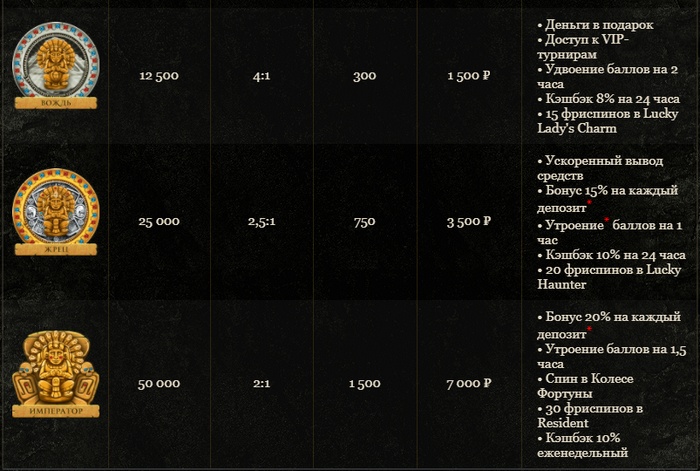 • Деньги в подарок
• Доступ к VIP-
турнирам
• Удвоение баллов на 2
часа
• Кэшбэк 8% на 24 часа
• 15 фриспинов в Lucky
Lady's Charm
ВОЖДЬ
12 500
4:1
300
1 500 ₽
• Ускоренный вывод
средств
• Бонус 15% на каждый
депозит*
• Утроение* баллов на 1
час
• Кэшбэк 10% на 24 часа
• 20 фриспинов в Lucky
Haunter
ЖРЕЦ
25 000
2,5:1
750
3 500 ₽
• Бонус 20% на каждый
депозит*
• Утроение баллов на 1,5
часа
• Спин в Колесе
Фортуны
• 30 фриспинов в
Resident
• Кэшбэк 10%
еженедельный
ИМПЕРАТОР
50 000
2:1
1 500
7 000 ₽